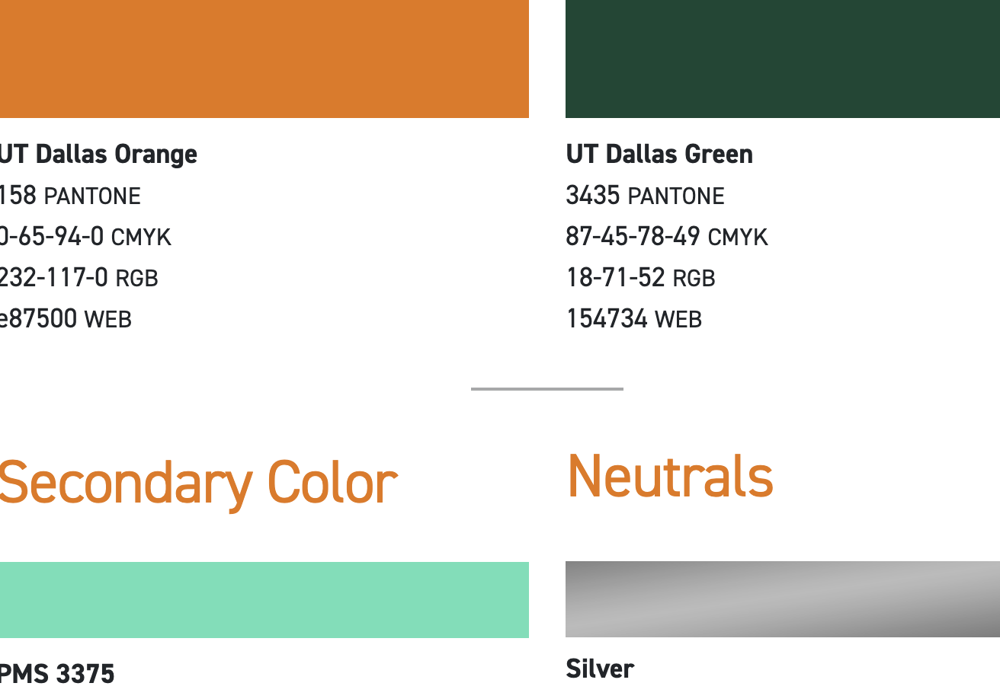 UT Dallas Orange
158 PANTONE
0-65-94-0 CMYK
232-117-0 RGB
e87500 WEB
UT Dallas Green
3435 PANTONE
87-45-78-49 CMYK
18-71-52 RGB
154734 WEB
Secondary Color
PMS 3375
Neutrals
Silver